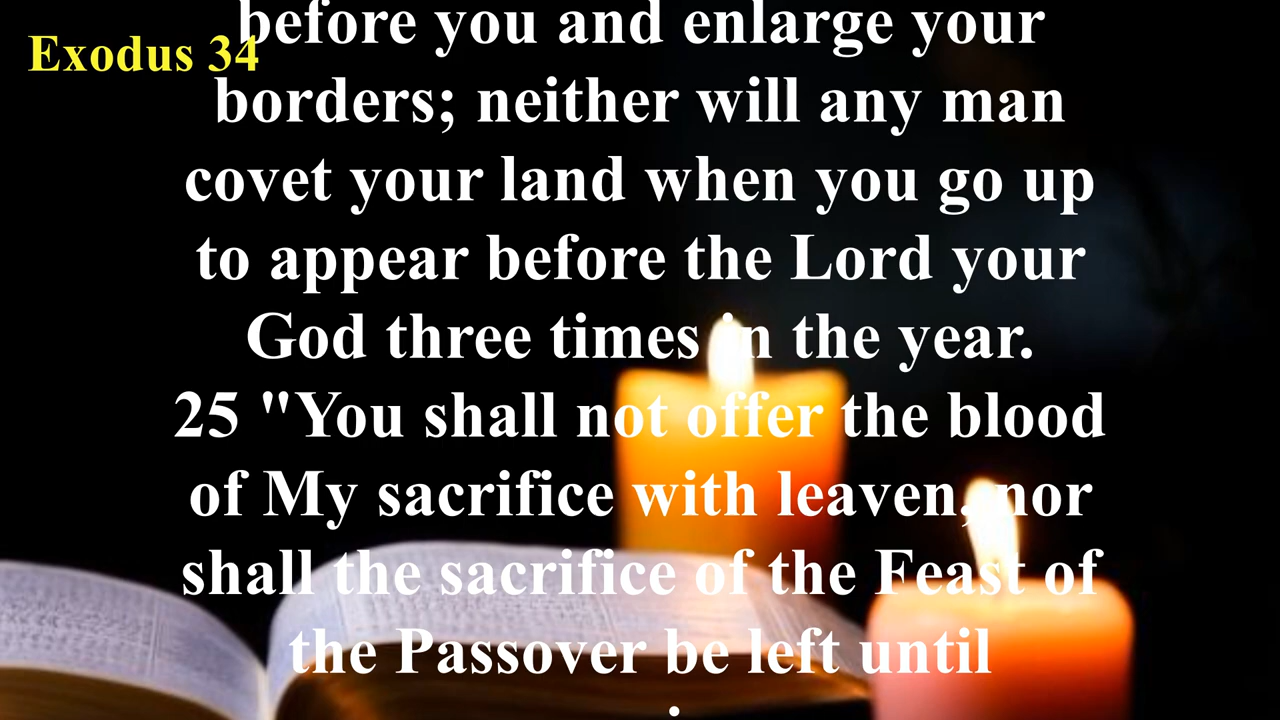 Exodus 34
before you and enlarge your
borders; neither will any man
covet your land when you go up
to appear before the Lord your
God three times in the year.
25 "You shall not offer the blood
of My sacrifice with leaven, nor
shall the sacrifice of the Feast of
the Passover be left until